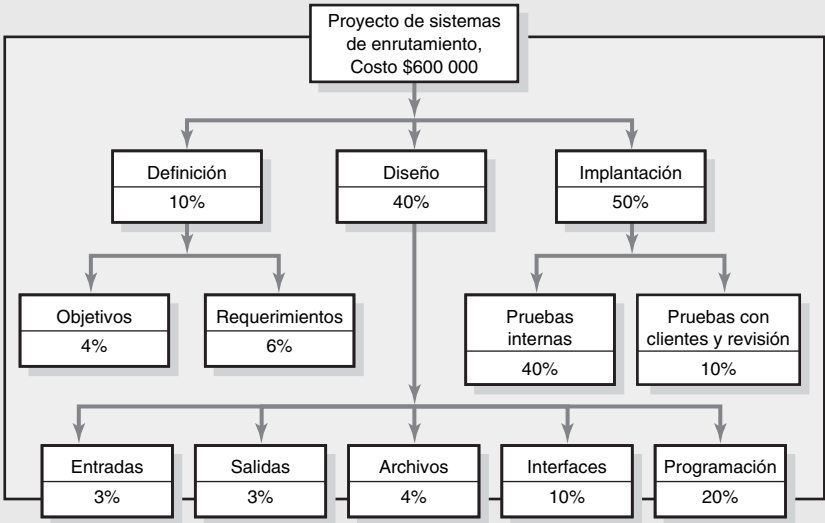 Proyecto de sistemas
de enrutamiento,
Costo $600 000
Definición
10%
Diseño
40%
Implantación
50%
Objetivos
4%
Requerimientos
6%
Pruebas
internas
40%
Pruebas con
clientes y revisión
10%
Entradas
3%
Salidas
3%
Archivos
4%
Interfaces
10%
Programación
20%